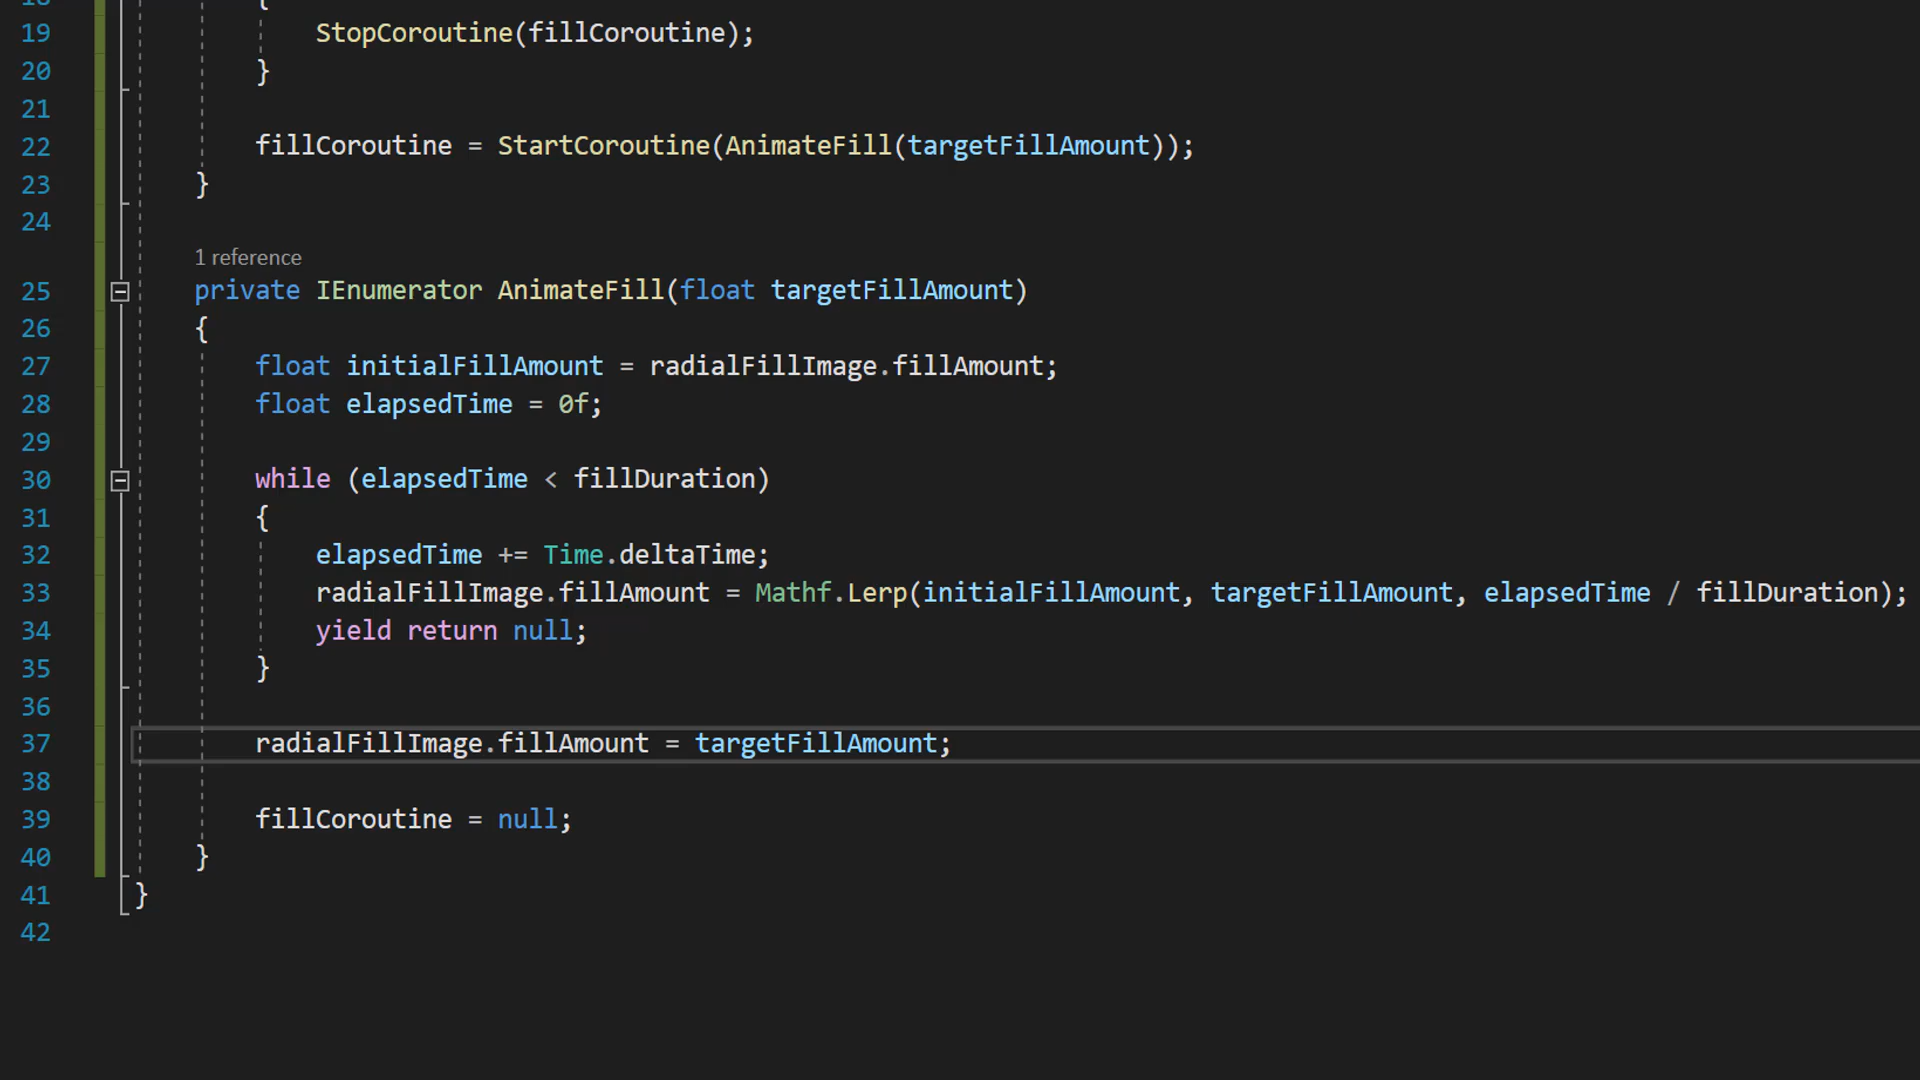 18 {
19 StopCoroutine(fillCoroutine);
20 }
21
22 fillCoroutine = StartCoroutine(AnimateFill(targetFillAmount));
23 }
24
1 reference
25 private IEnumerator AnimateFill(float targetFillAmount)
26 {
27 float initialFillAmount = radialFillImage.fillAmount;
28 float elapsedTime = 0f;
29
30 while (elapsedTime < fillDuration)
31 {
32 elapsedTime += Time.deltaTime;
33 radialFillImage.fillAmount = Mathf.Lerp(initialFillAmount, targetFillAmount, elapsedTime / fillDuration);
34 yield return null;
35 }
36
37 radialFillImage.fillAmount = targetFillAmount;
38
39 fillCoroutine = null;
40 }
41 }
42